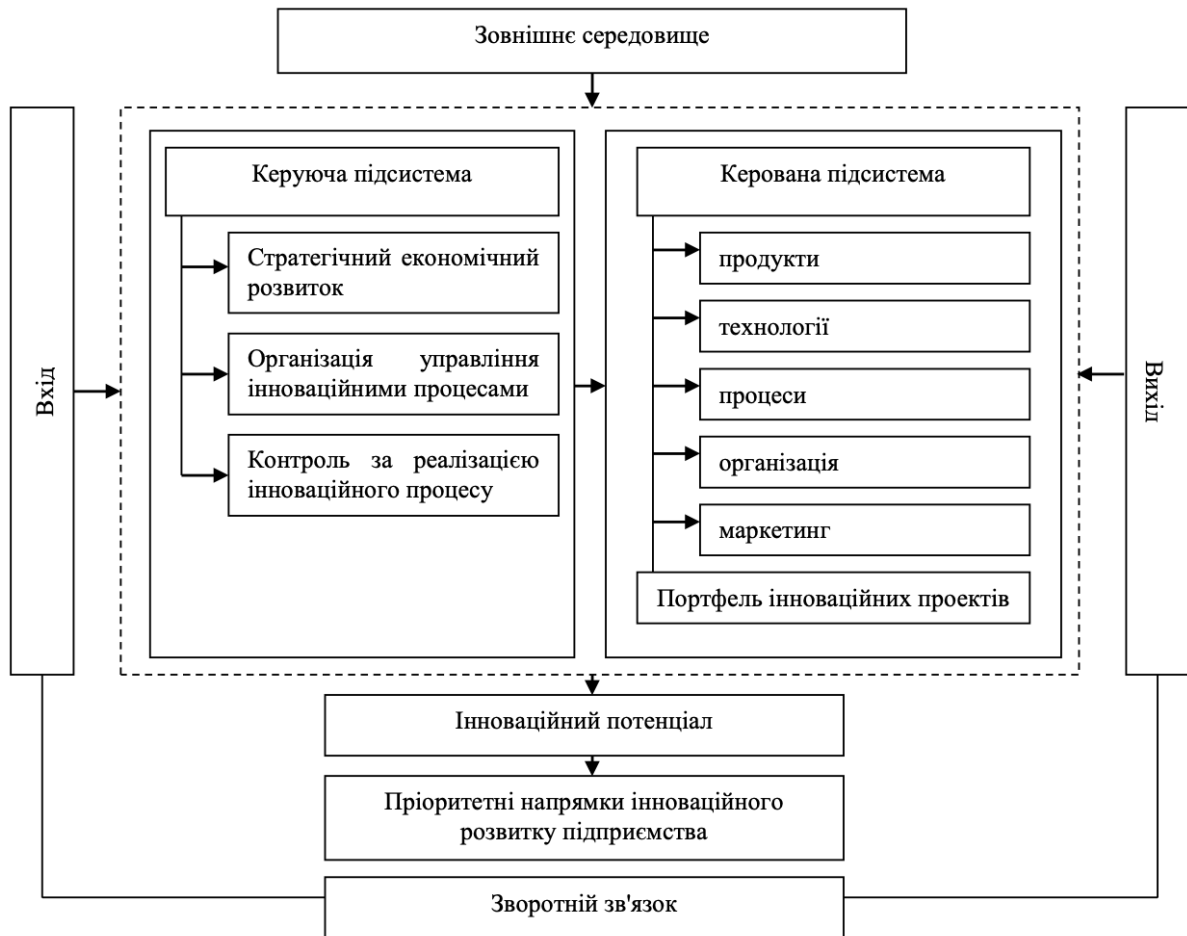 Зовнішнє середовище
Вхід
Керуюча підсистема
Стратегічний економічний
розвиток
Організація управління
інноваційними процесами
Контроль за реалізацією
інноваційного процесу
Керована підсистема
продукти
технології
процеси
організація
маркетинг
Портфель інноваційних проектів
Вихід
Інноваційний потенціал
Пріоритетні напрямки інноваційного
розвитку підприємства
Зворотній зв'язок